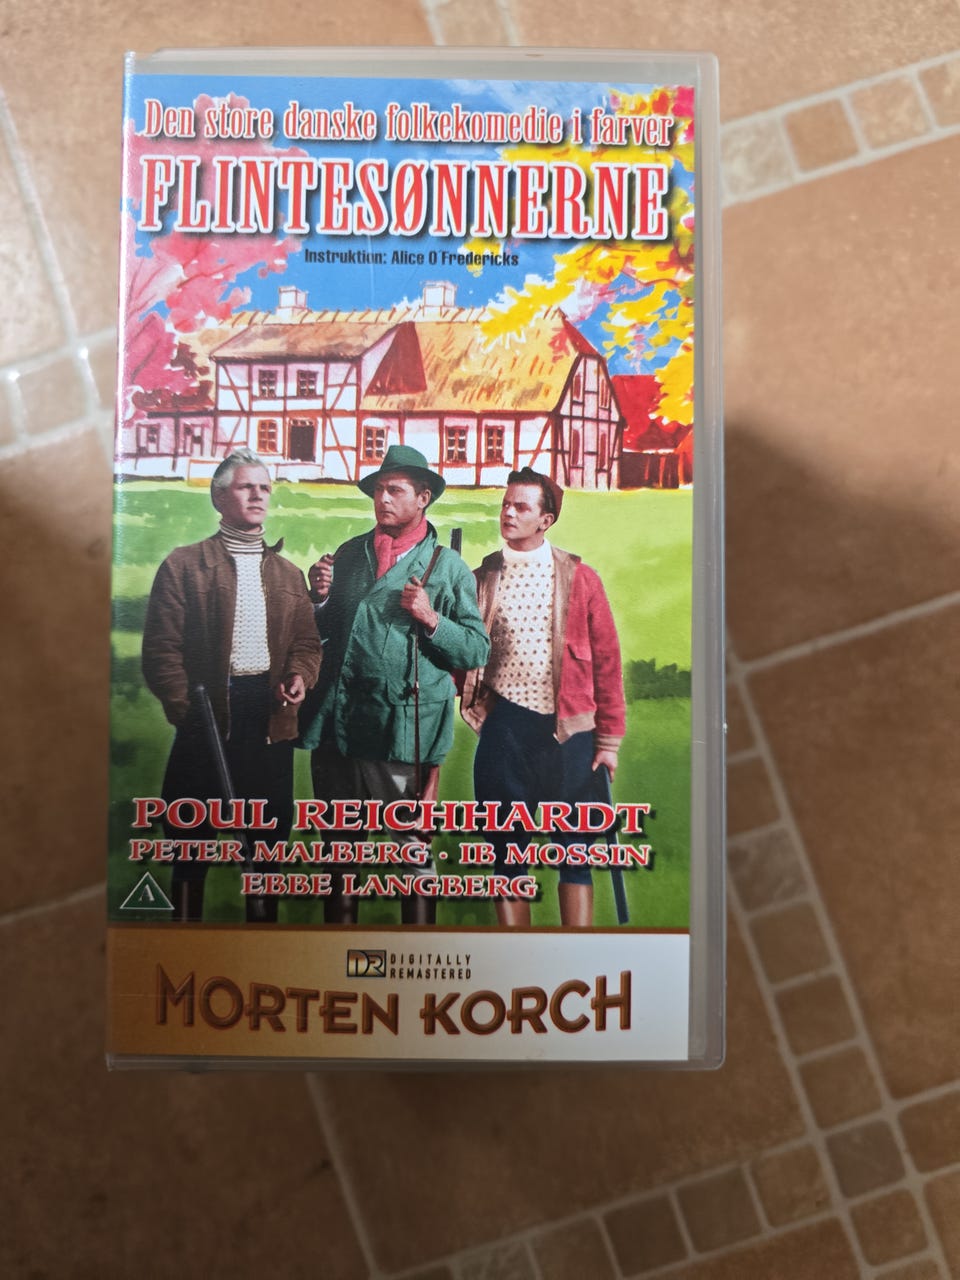 Den store danske folkekomedie i farver
FLINTESØNNERNE
Instruktion: Alice O'Fredericks
POUL REICHHARDT
PETER MALBERG · IB MOSSIN
EBBE LANGBERG
A
DR DIGITALLY
REMASTERED
MORTEN KORCH